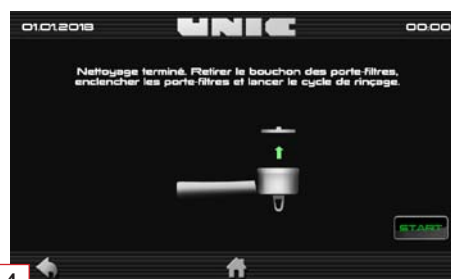 01.01.2018 UNIC 00:00
Nettoyage terminé. Retirer le bouchon des porte-filtres,
enclencher les porte-filtres et lancer le cycle de rinçage.
START
4